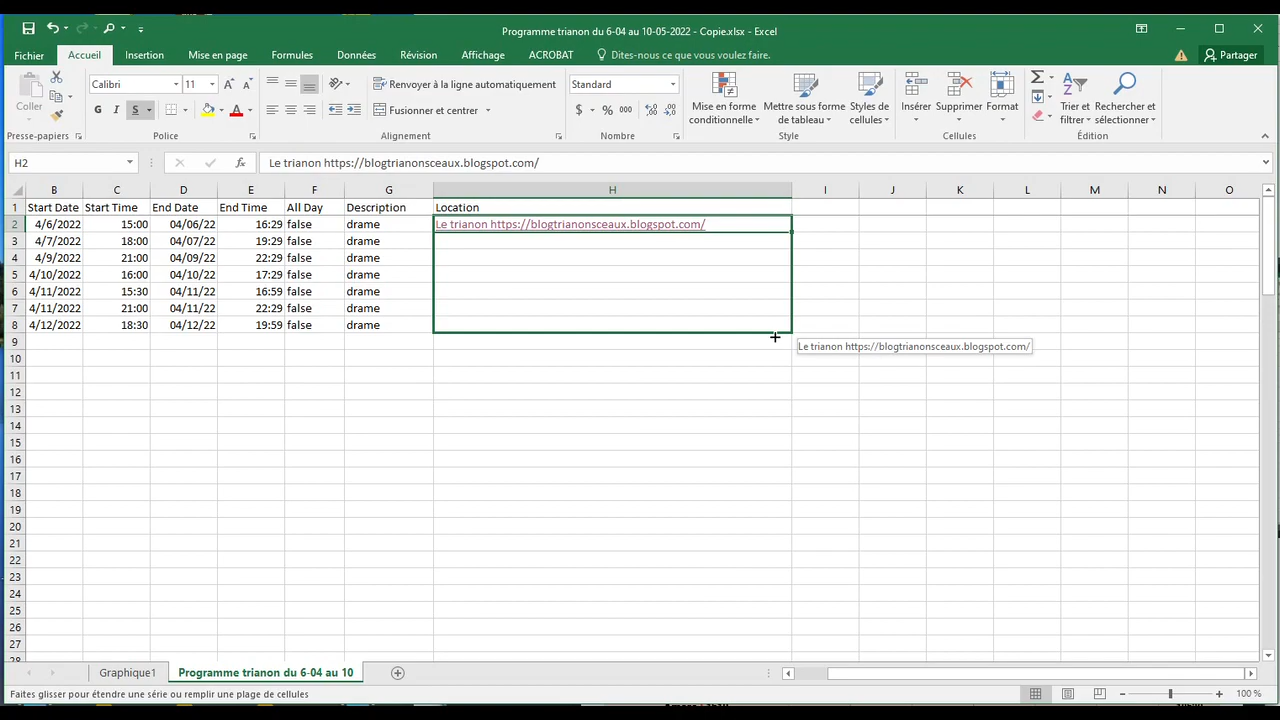 Programme trianon du 6-04 au 10-05-2022 - Copie.xlsx - Excel
Fichier Accueil Insertion Mise en page Formules Données Révision Affichage ACROBAT Dites-nous ce que vous voulez faire. Partager
Coller
Calibri 11
G I S
Renvoyer à la ligne automatiquement
Fusionner et centrer
Standard
$ % 000
Mise en forme conditionnelle
Mettre sous forme de tableau
Styles de cellules
Insérer
Supprimer
Format
Trier et filtrer
Rechercher et sélectionner
Presse-papiers Police Alignement Nombre Style Cellules Édition
H2 fx Le trianon https://blogtrianonsceaux.blogspot.com/
B C D E F G H I J K L M N O
1 Start Date Start Time End Date End Time All Day Description Location
2 4/6/2022 15:00 04/06/22 16:29 false drame Le trianon https://blogtrianonsceaux.blogspot.com/
3 4/7/2022 18:00 04/07/22 19:29 false drame
4 4/9/2022 21:00 04/09/22 22:29 false drame
5 4/10/2022 16:00 04/10/22 17:29 false drame
6 4/11/2022 15:30 04/11/22 16:59 false drame
7 4/11/2022 21:00 04/11/22 22:29 false drame
8 4/12/2022 18:30 04/12/22 19:59 false drame
9
Le trianon https://blogtrianonsceaux.blogspot.com/
10
11
12
13
14
15
16
17
18
19
20
21
22
23
24
25
26
27
28
Graphique1 Programme trianon du 6-04 au 10
Faites glisser pour étendre une série ou remplir une plage de cellules
100 %